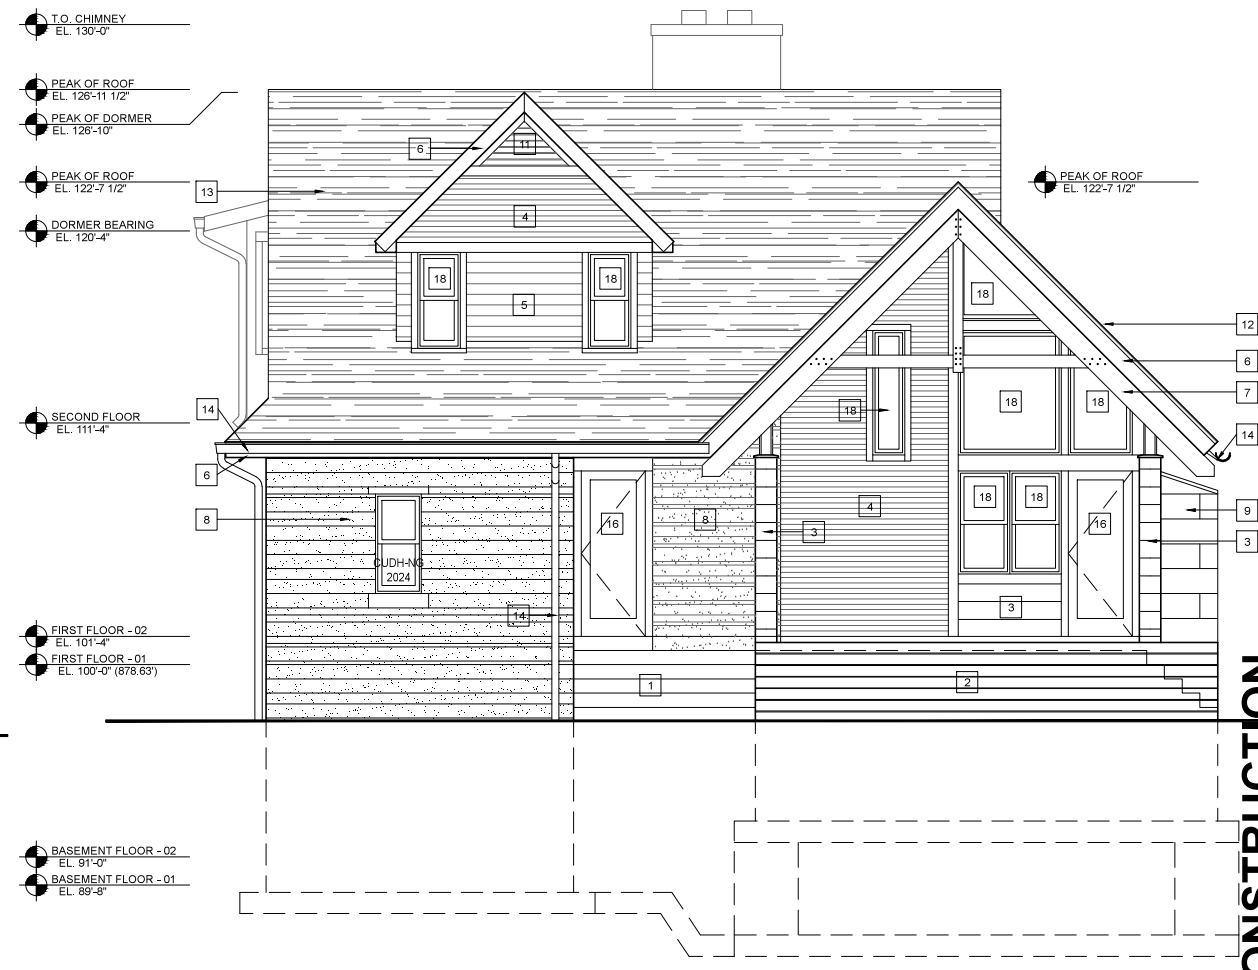 T.O. CHIMNEY
EL. 130'-0"
PEAK OF ROOF
EL. 126'-11 1/2"
PEAK OF DORMER
EL. 126'-10"
PEAK OF ROOF
EL. 122'-7 1/2"
DORMER BEARING
EL. 120'-4"
SECOND FLOOR
EL. 111'-4"
FIRST FLOOR - 02
EL. 101'-4"
FIRST FLOOR - 01
EL. 100'-0" (878.63')
BASEMENT FLOOR - 02
EL. 91'-0"
BASEMENT FLOOR - 01
EL. 89'-8"
PEAK OF ROOF
EL. 122'-7 1/2"
6
11
13
4
18
18
5
18
12
6
7
14
18
18
18
14
6
8
16
8
3
4
18
18
16
9
3
CUDH-NG
2024
14
3
1
2
ONSTRUCTION